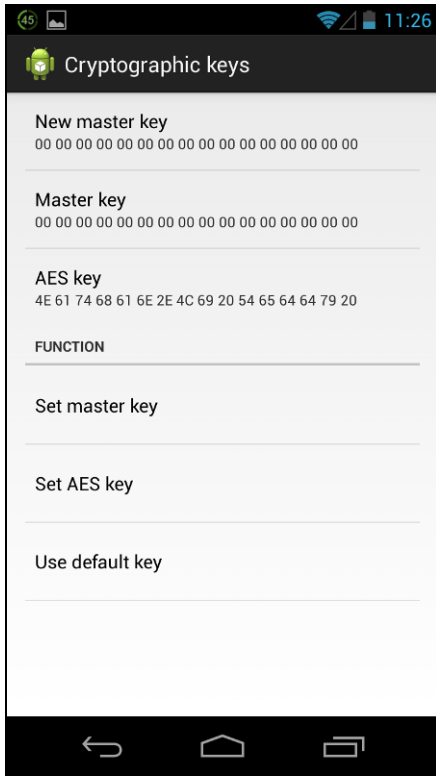 45
11:26
Cryptographic keys
New master key
00 00 00 00 00 00 00 00 00 00 00 00 00 00 00 00
Master key
00 00 00 00 00 00 00 00 00 00 00 00 00 00 00 00
AES key
4E 61 74 68 61 6E 2E 4C 69 20 54 65 64 64 79 20
FUNCTION
Set master key
Set AES key
Use default key